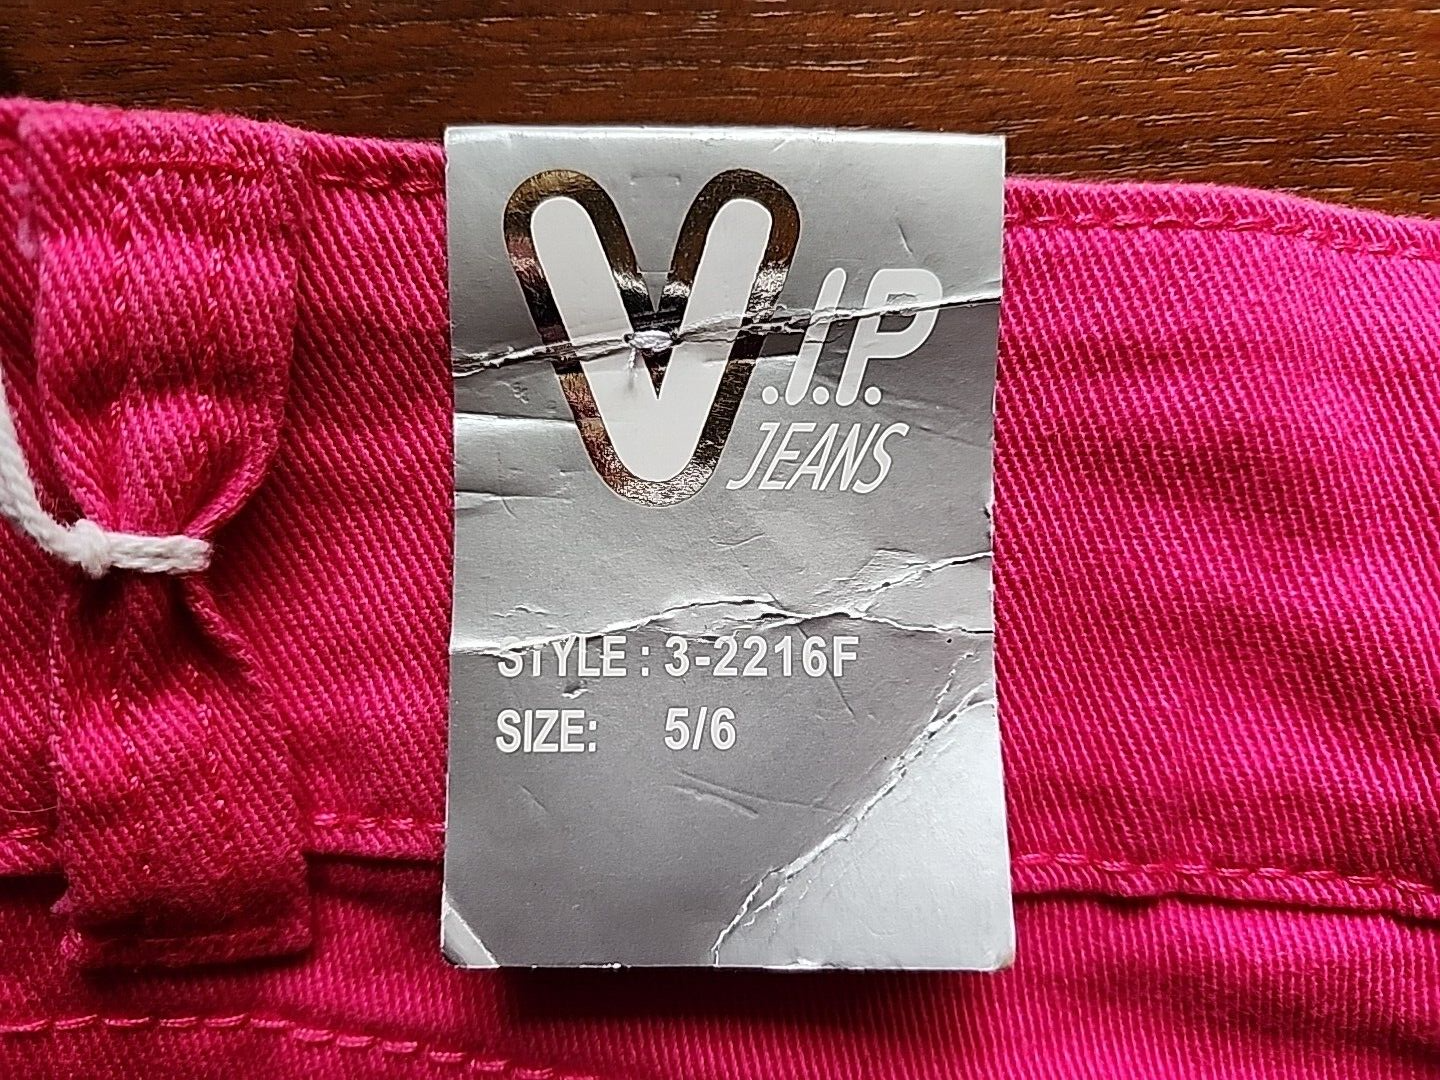 V.I.P.
JEANS
STYLE : 3-2216F
SIZE: 5/6